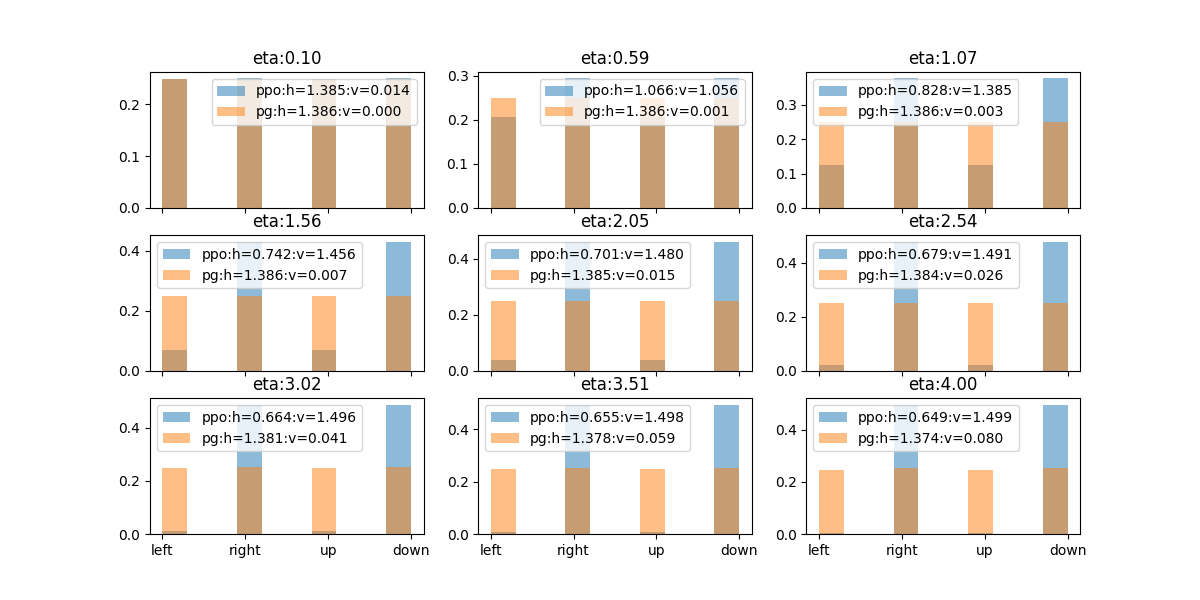 eta:0.10
0.2
0.1
0.0
ppo:h=1.385:v=0.014
pg:h=1.386:v=0.000
eta:0.59
0.3
0.2
0.1
0.0
ppo:h=1.066:v=1.056
pg:h=1.386:v=0.001
eta:1.07
0.3
0.2
0.1
0.0
ppo:h=0.828:v=1.385
pg:h=1.386:v=0.003
eta:1.56
0.4
0.2
0.0
ppo:h=0.742:v=1.456
pg:h=1.386:v=0.007
eta:2.05
0.4
0.2
0.0
ppo:h=0.701:v=1.480
pg:h=1.385:v=0.015
eta:2.54
0.4
0.2
0.0
ppo:h=0.679:v=1.491
pg:h=1.384:v=0.026
eta:3.02
0.4
0.2
0.0
ppo:h=0.664:v=1.496
pg:h=1.381:v=0.041
left right up down
eta:3.51
0.4
0.2
0.0
ppo:h=0.655:v=1.498
pg:h=1.378:v=0.059
left right up down
eta:4.00
0.4
0.2
0.0
ppo:h=0.649:v=1.499
pg:h=1.374:v=0.080
left right up down